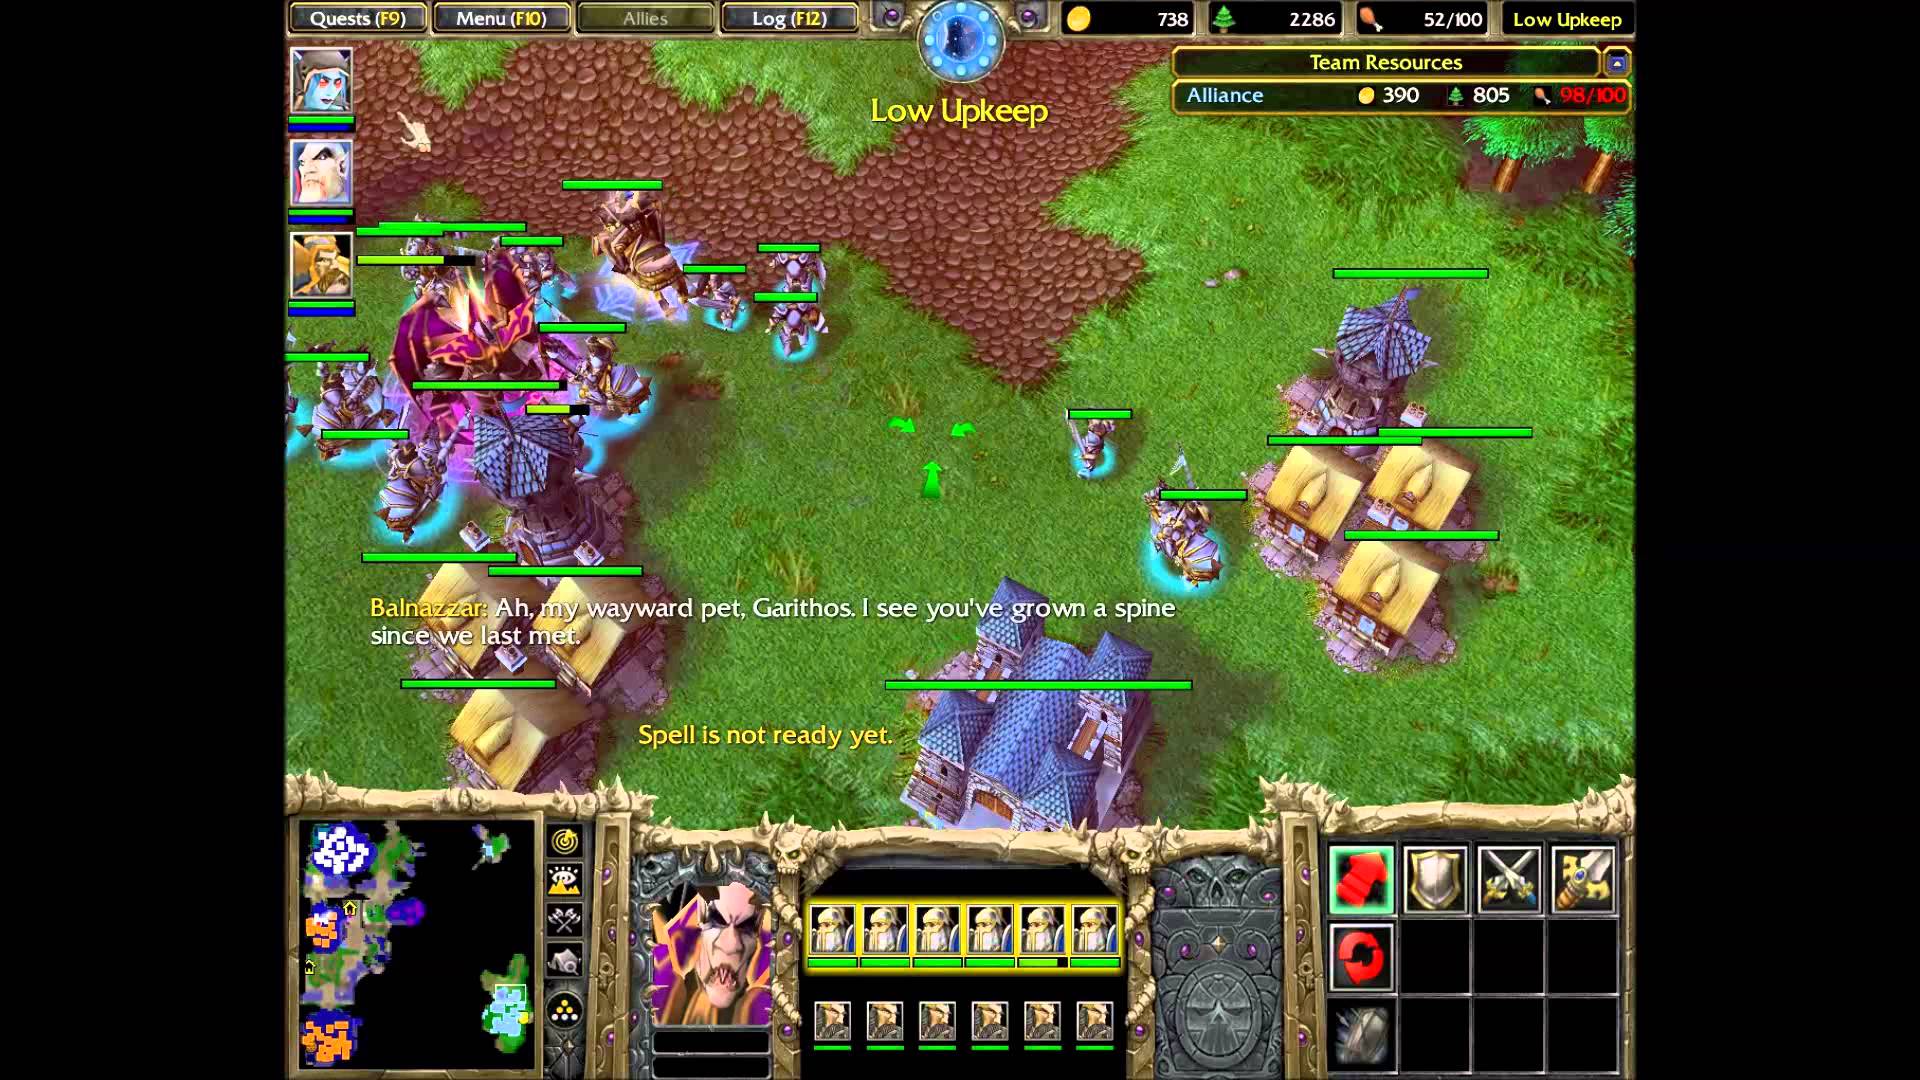 Quests (F9) Menu (F10) Allies Log (F12) 738 2286 52/100 Low Upkeep
Team Resources
Alliance 390 805 98/100
Low Upkeep
Balnazzar: Ah, my wayward pet, Garithos. I see you've grown a spine
since we last met.
Spell is not ready yet.